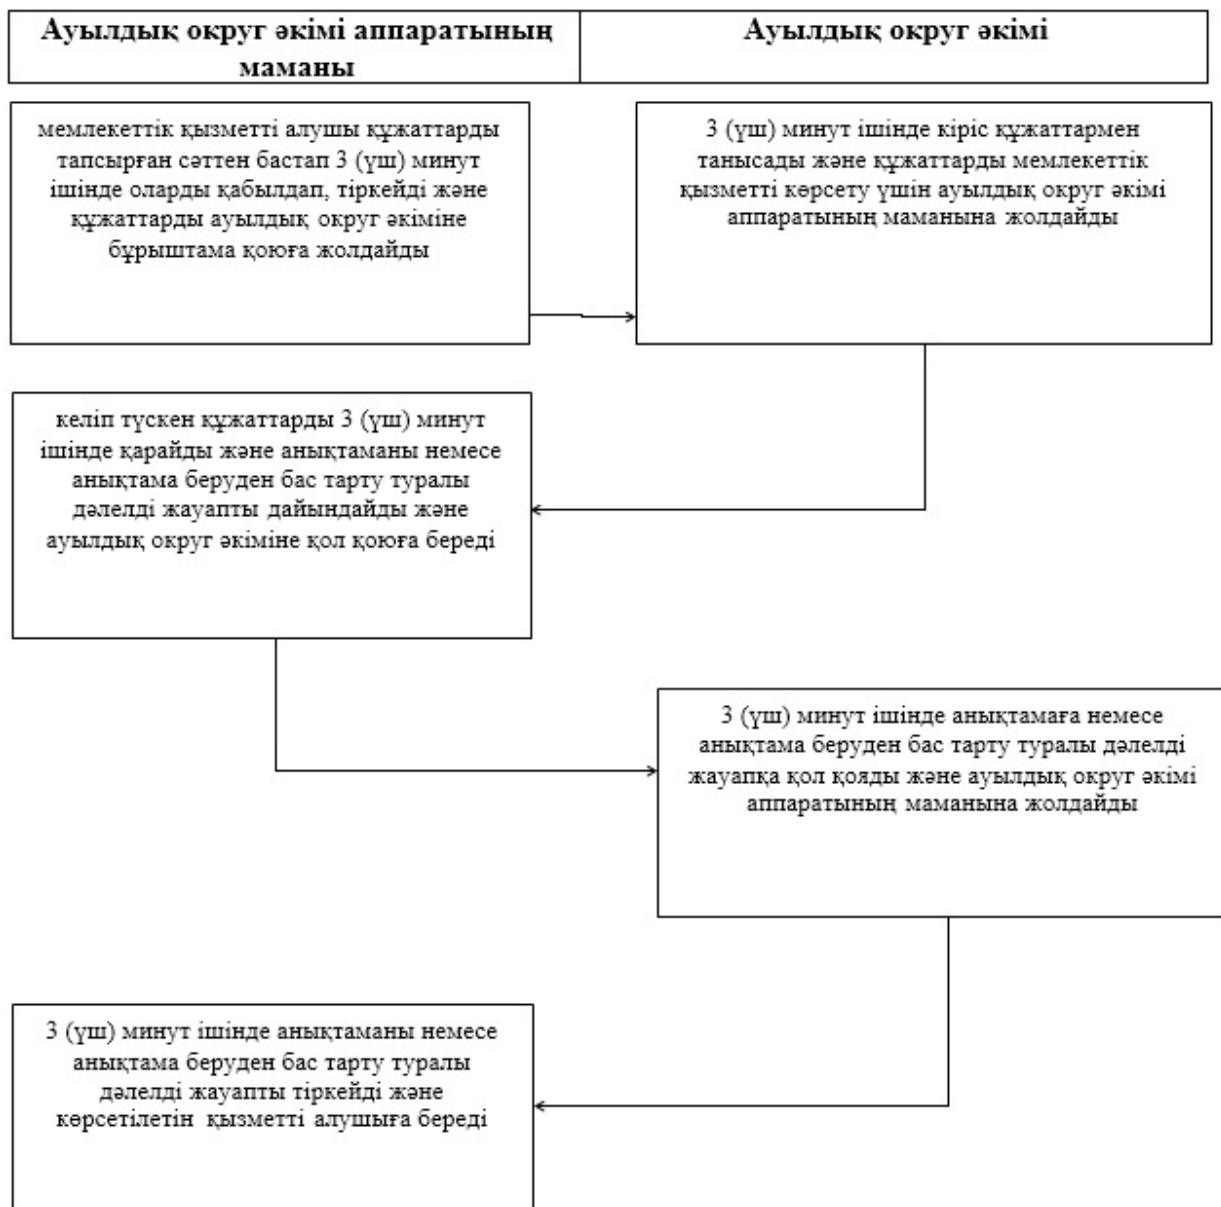 Ауылдық округ әкімі аппаратының
маманы
Ауылдық округ әкімі
мемлекеттік қызметті алушы құжаттарды
тапсырған сәттен бастап 3 (үш) минут
ішінде оларды қабылдап, тіркейді және
құжаттарды ауылдық округ әкіміне
бұрыштама қоюға жолдайды
3 (үш) минут ішінде кіріс құжаттармен
танысады және құжаттарды мемлекеттік
қызметті көрсету үшін ауылдық округ әкімі
аппаратының маманына жолдайды
келіп түскен құжаттарды 3 (үш) минут
ішінде қарайды және анықтаманы немесе
анықтама беруден бас тарту туралы
дәлелді жауапты дайындайды және
ауылдық округ әкіміне қол қоюға береді
3 (үш) минут ішінде анықтамаға немесе
анықтама беруден бас тарту туралы дәлелді
жауапқа қол қояды және ауылдық округ әкімі
аппаратының маманына жолдайды
3 (үш) минут ішінде анықтаманы немесе
анықтама беруден бас тарту туралы
дәлелді жауапты тіркейді және
көрсетілетін қызметті алушыға береді